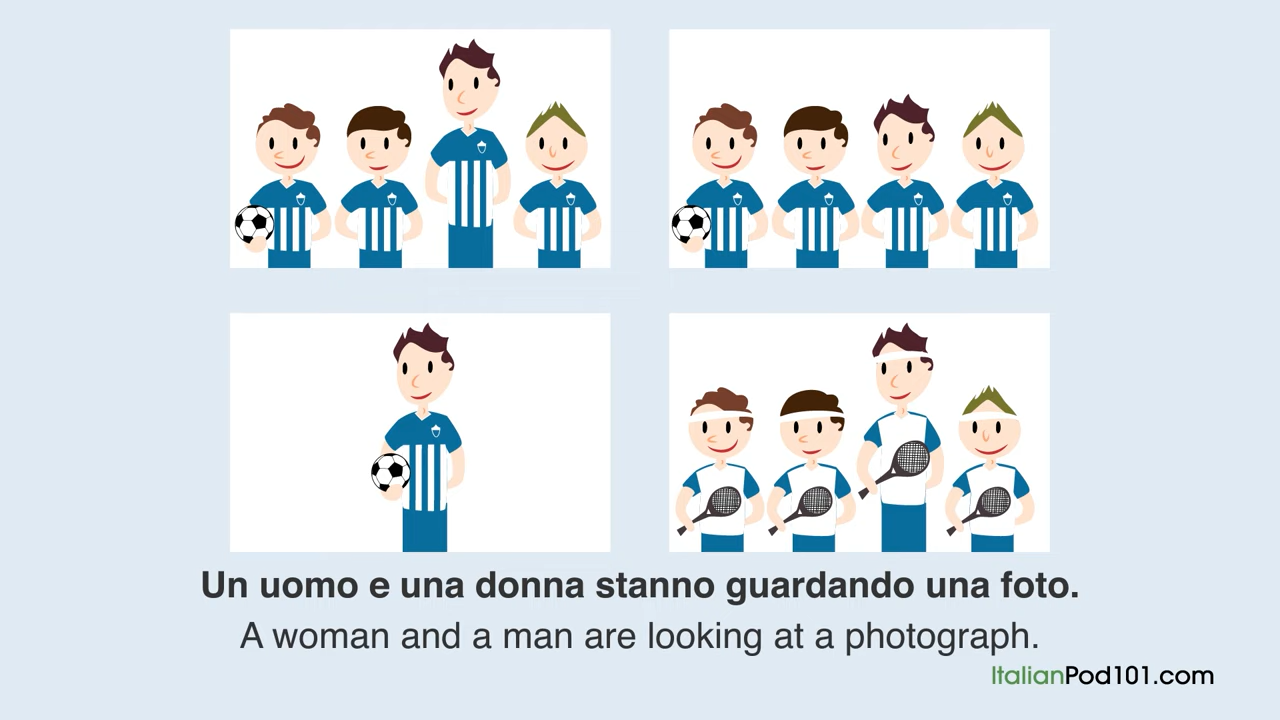 Un uomo e una donna stanno guardando una foto.
A woman and a man are looking at a photograph.
ItalianPod101.com